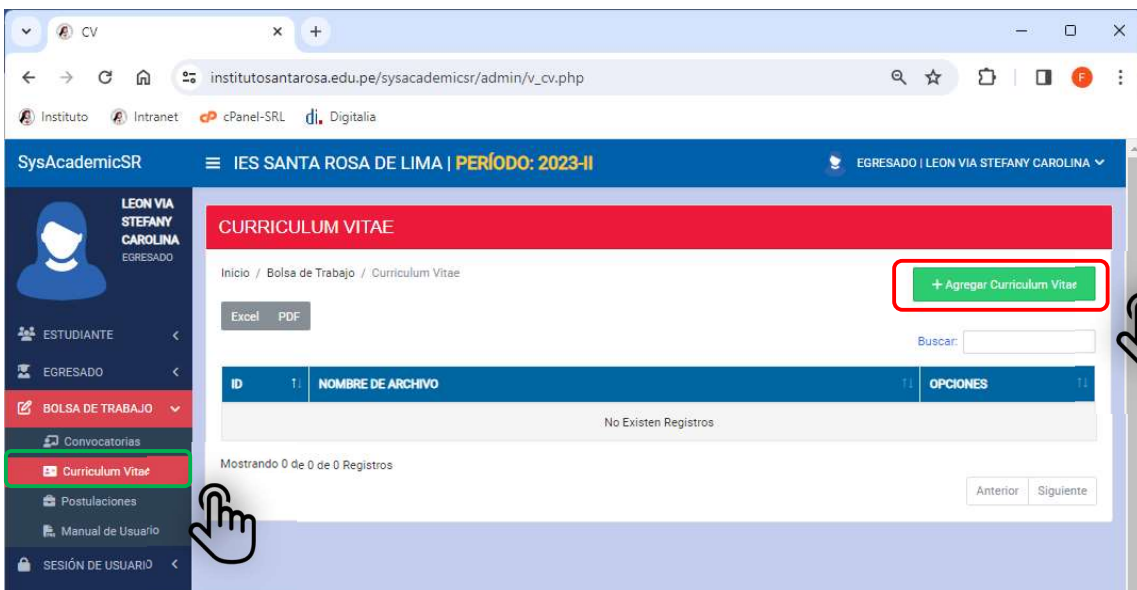 CV
institutosantarosa.edu.pe/sysacademicsr/admin/v_cv.php
F
Instituto Intranet cP cPanel-SRL di. Digitalia
SysAcademicSR
IES SANTA ROSA DE LIMA | PERÍODO: 2023-II
EGRESADO | LEON VIA STEFANY CAROLINA
LEON VIA
STEFANY
CAROLINA
EGRESADO
ESTUDIANTE
EGRESADO
BOLSA DE TRABAJO
Convocatorias
Curriculum Vitae
Postulaciones
Manual de Usuario
SESIÓN DE USUARIO
CURRICULUM VITAE
Inicio / Bolsa de Trabajo / Curriculum Vitae
+ Agregar Curriculum Vitae
Excel PDF
Buscar:
ID NOMBRE DE ARCHIVO OPCIONES
No Existen Registros
Mostrando 0 de 0 de 0 Registros
Anterior Siguiente